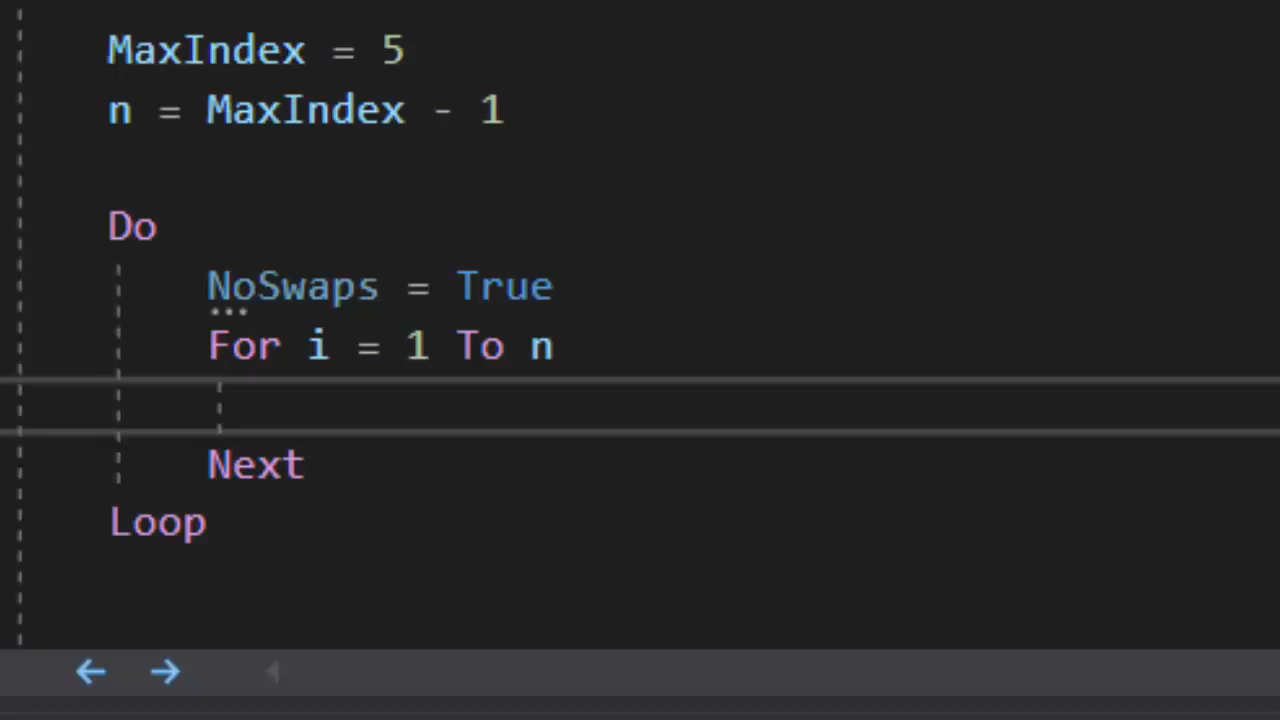 MaxIndex = 5
n = MaxIndex - 1
Do
NoSwaps = True
For i = 1 To n
Next
Loop